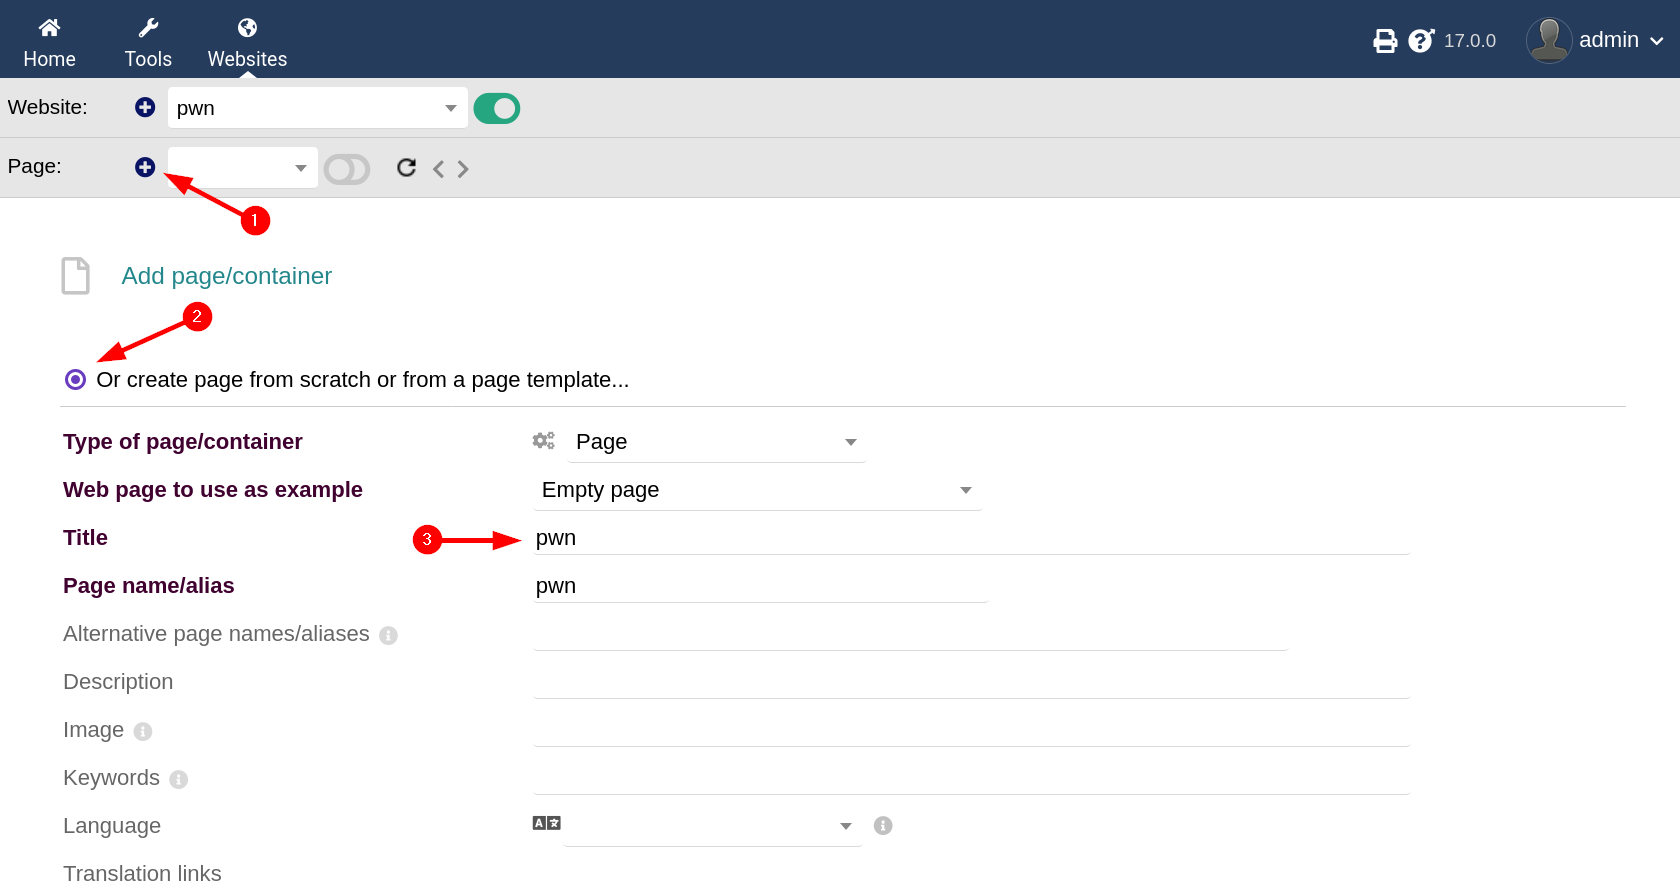 Home Tools Websites 17.0.0 admin
Website: pwn
Page:
1
Add page/container
2
Or create page from scratch or from a page template...
Type of page/container Page
Web page to use as example Empty page
Title 3 pwn
Page name/alias pwn
Alternative page names/aliases
Description
Image
Keywords
Language
Translation links